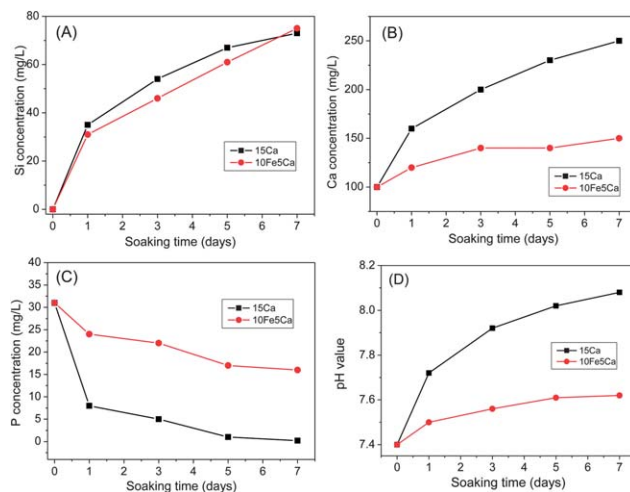 (A)
Si concentration (mg/L)
80
60
40
20
0
15Ca
10Fe5Ca
0 1 2 3 4 5 6 7
Soaking time (days)
(B)
Ca concentration (mg/L)
250
200
150
100
15Ca
10Fe5Ca
0 1 2 3 4 5 6 7
Soaking time (days)
(C)
P concentration (mg/L)
40
35
30
25
20
15
10
5
0
15Ca
10Fe5Ca
0 1 2 3 4 5 6 7
Soaking time (days)
(D)
pH value
8.2
8.0
7.8
7.6
7.4
15Ca
10Fe5Ca
0 1 2 3 4 5 6 7
Soaking time (days)